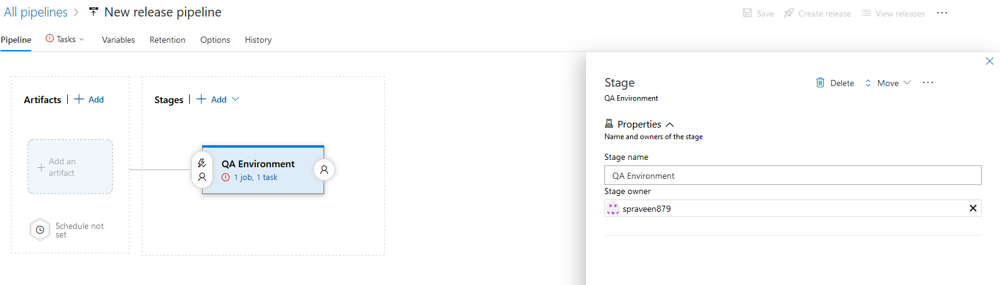 All pipelines > New release pipeline
Save Create release View releases ...
Pipeline Tasks Variables Retention Options History
Artifacts | + Add
Stages | + Add
+ Add an
artifact
Schedule not
set
QA Environment
1 job, 1 task
Stage
Delete Move ...
QA Environment
Properties
Name and owners of the stage
Stage name
QA Environment
Stage owner
spraveen879